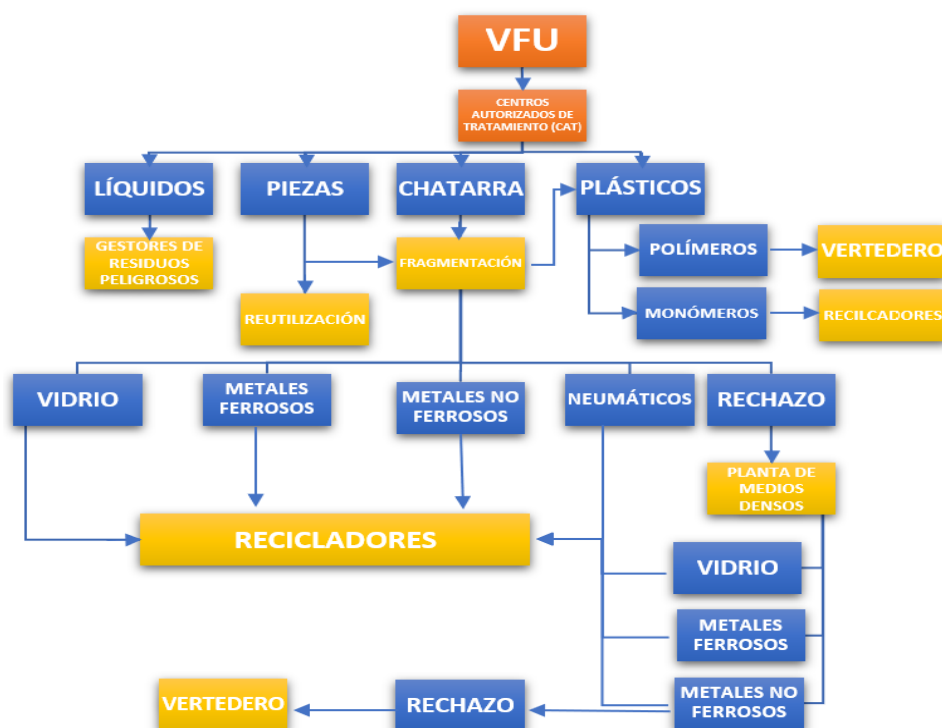 VFU
CENTROS
AUTORIZADOS DE
TRATAMIENTO (CAT)
LÍQUIDOS
PIEZAS
CHATARRA
PLÁSTICOS
GESTORES DE
RESIDUOS
PELIGROSOS
FRAGMENTACIÓN
POLÍMEROS
VERTEDERO
REUTILIZACIÓN
MONÓMEROS
RECILCADORES
VIDRIO
METALES
FERROSOS
METALES NO
FERROSOS
NEUMÁTICOS
RECHAZO
PLANTA DE
MEDIOS
DENSOS
RECICLADORES
VIDRIO
METALES
FERROSOS
METALES NO
FERROSOS
RECHAZO
VERTEDERO